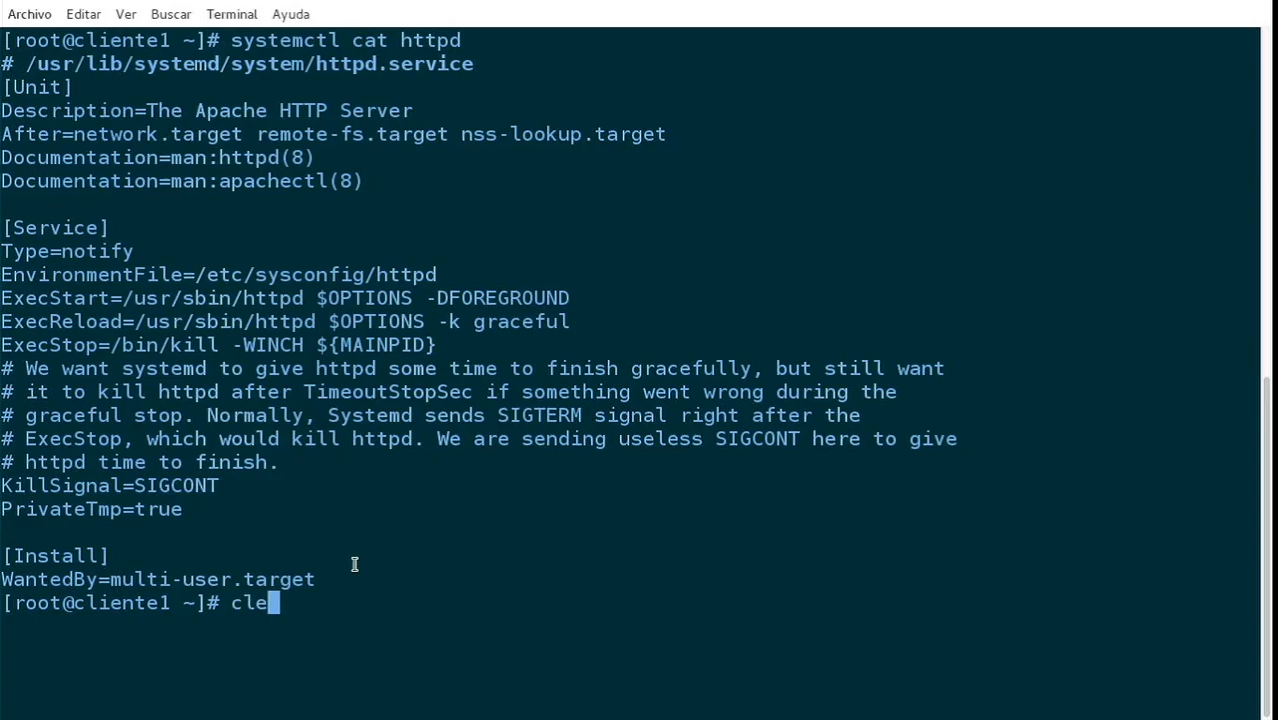 Archivo Editar Ver Buscar Terminal Ayuda
[root@cliente1 ~]# systemctl cat httpd
# /usr/lib/systemd/system/httpd.service
[Unit]
Description=The Apache HTTP Server
After=network.target remote-fs.target nss-lookup.target
Documentation=man:httpd(8)
Documentation=man:apachectl(8)

[Service]
Type=notify
EnvironmentFile=/etc/sysconfig/httpd
ExecStart=/usr/sbin/httpd $OPTIONS -DFOREGROUND
ExecReload=/usr/sbin/httpd $OPTIONS -k graceful
ExecStop=/bin/kill -WINCH ${MAINPID}
# We want systemd to give httpd some time to finish gracefully, but still want
# it to kill httpd after TimeoutStopSec if something went wrong during the
# graceful stop. Normally, Systemd sends SIGTERM signal right after the
# ExecStop, which would kill httpd. We are sending useless SIGCONT here to give
# httpd time to finish.
KillSignal=SIGCONT
PrivateTmp=true

[Install]
WantedBy=multi-user.target
[root@cliente1 ~]# cle